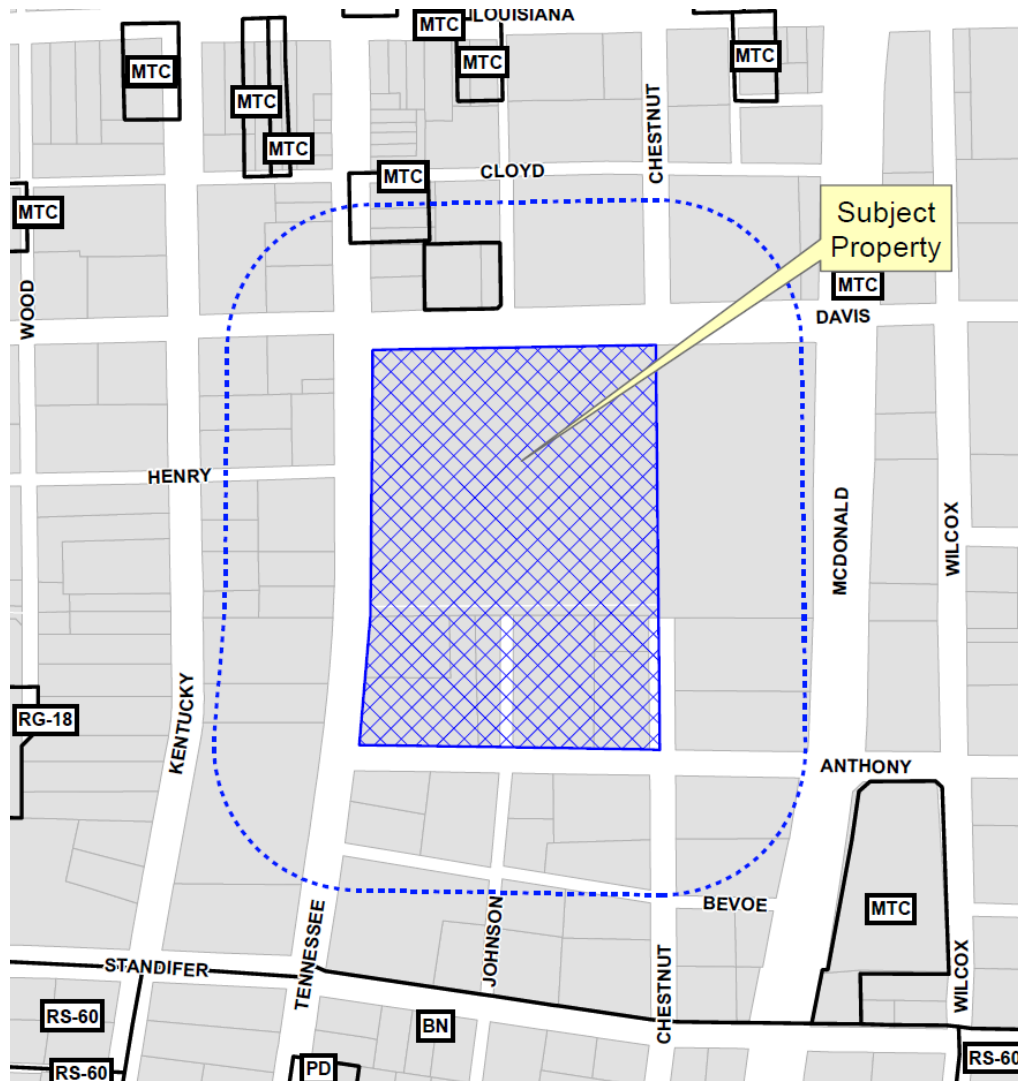 LOUISIANA
MTC
MTC
MTC
MTC
MTC
MTC
CHESTNUT
MTC
CLOYD
MTC
Subject
Property
MTC
WOOD
DAVIS
HENRY
MCDONALD
WILCOX
RG-18
KENTUCKY
ANTHONY
BEVOE
MTC
JOHNSON
TENNESSEE
STANDIFER
CHESTNUT
WILCOX
RS-60
BN
RS-60
PD
RS-60